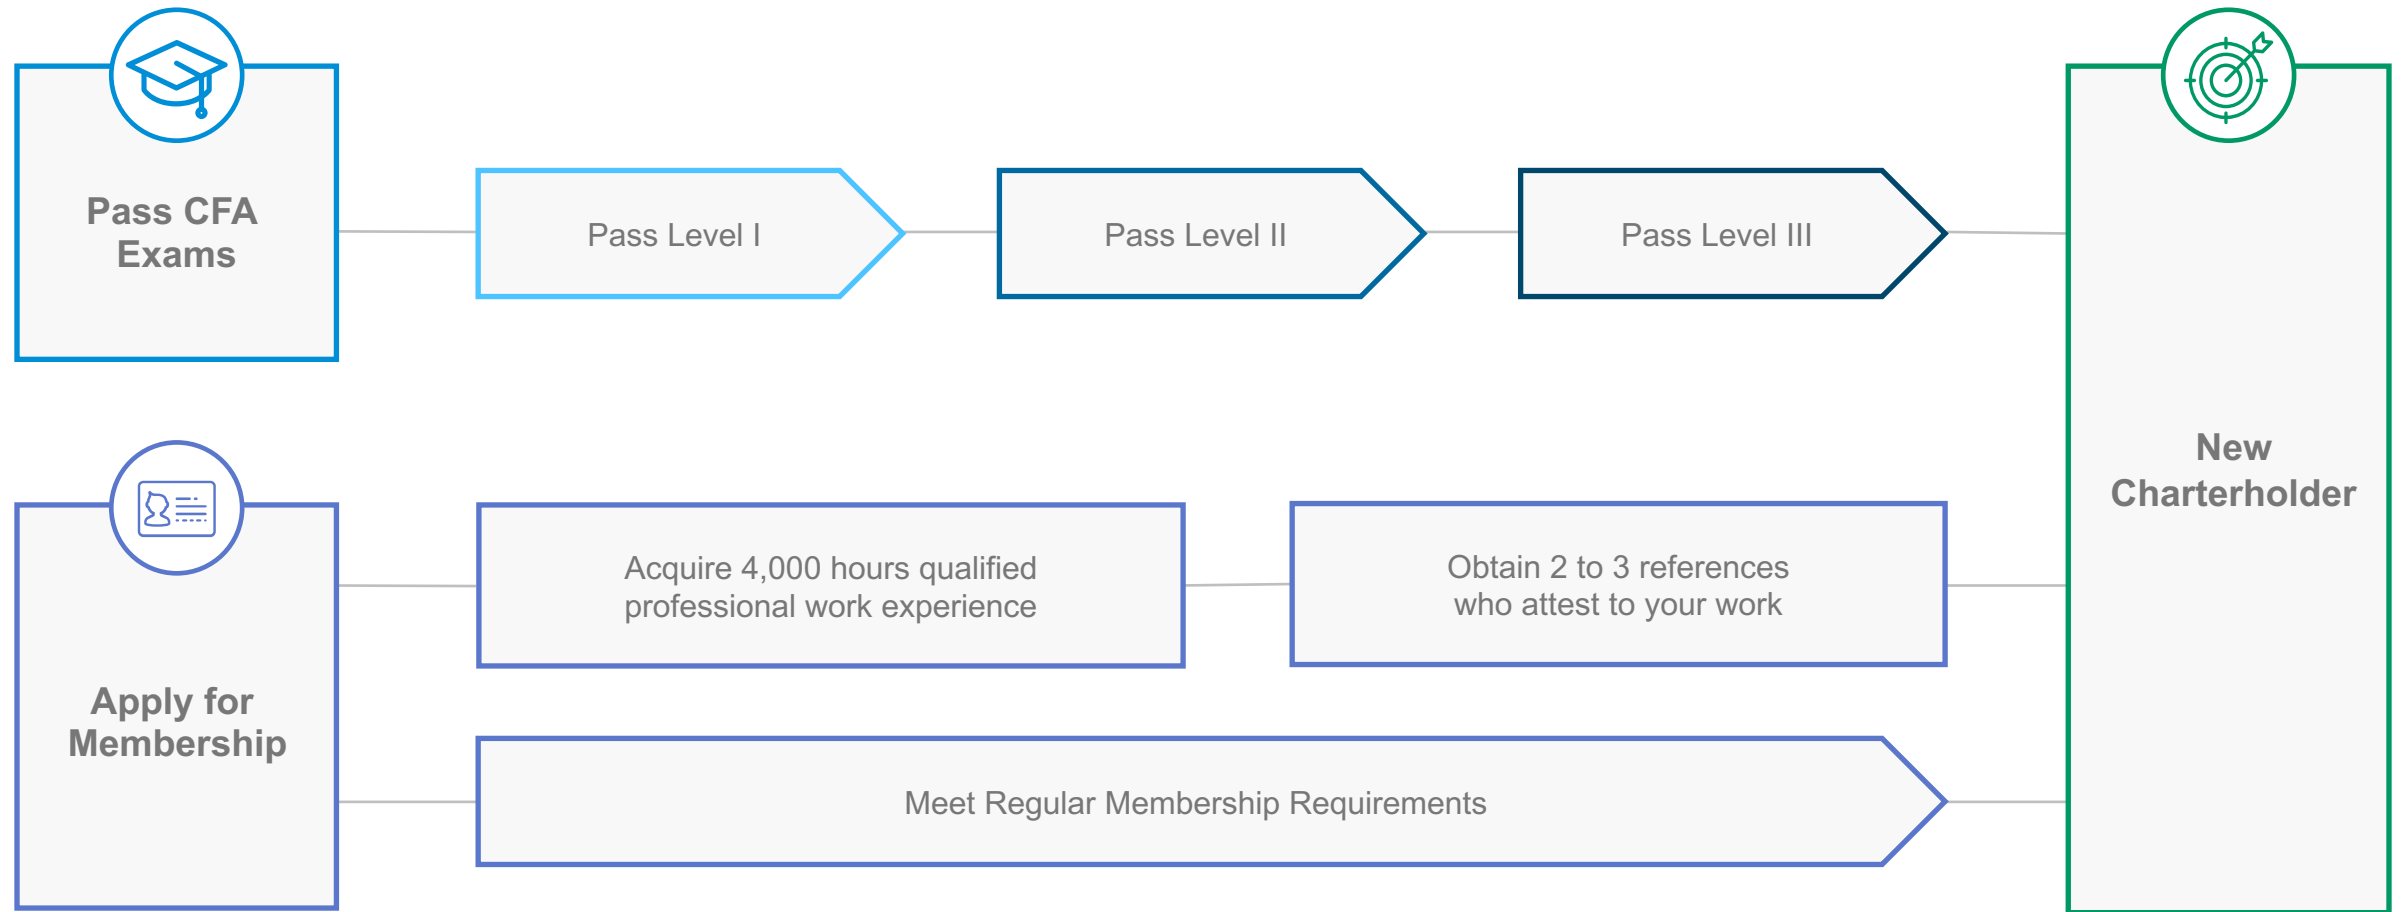 Pass CFA
Exams
Pass Level I
Pass Level II
Pass Level III
New
Charterholder
Apply for
Membership
Acquire 4,000 hours qualified
professional work experience
Obtain 2 to 3 references
who attest to your work
Meet Regular Membership Requirements